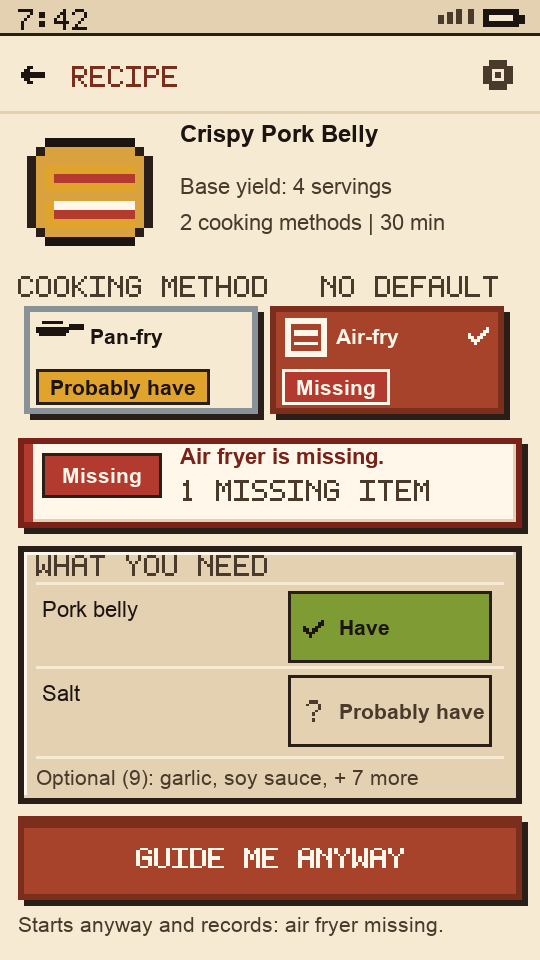 7:42
RECIPE
Crispy Pork Belly
Base yield: 4 servings
2 cooking methods | 30 min
COOKING METHOD NO DEFAULT
Pan-fry
Probably have
Air-fry
Missing
Missing
Air fryer is missing.
1 MISSING ITEM
WHAT YOU NEED
Pork belly
Have
Salt
? Probably have
Optional (9): garlic, soy sauce, + 7 more
GUIDE ME ANYWAY
Starts anyway and records: air fryer missing.